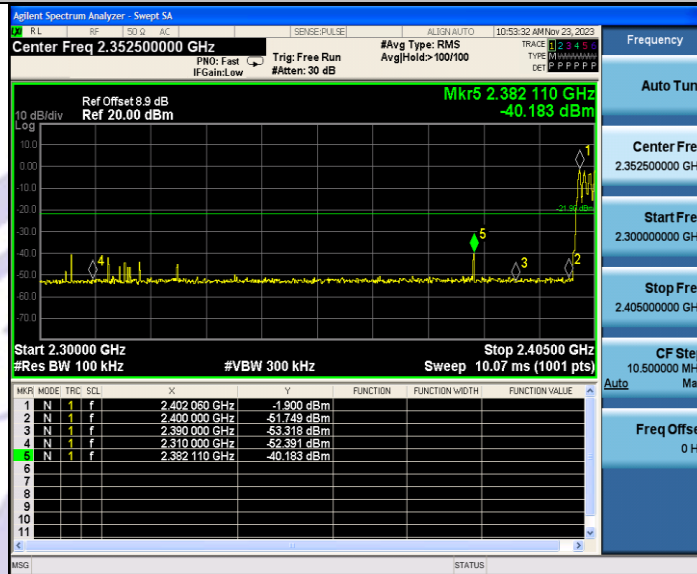 Agilent Spectrum Analyzer - Swept SA
RL RF 50 Ω AC SENSE:PULSE ALIGN AUTO 10:53:32 AM Nov 23, 2023
Center Freq 2.352500000 GHz #Avg Type: RMS TRACE 1 2 3 4 5 6
PNO: Fast Trig: Free Run Avg|Hold:>100/100 TYPE M
IFGain:Low #Atten: 30 dB DET P P P P P P
Frequency
Auto Tun
Center Fre
2.352500000 GH
Start Fre
2.300000000 GH
Stop Fre
2.405000000 GH
CF Ste
10.500000 MH
Auto Ma
Freq Offse
0 H
Mkr5 2.382 110 GHz
-40.183 dBm
Ref Offset 8.9 dB
10 dB/div Ref 20.00 dBm
Log
10.0
0.00
-10.0
-20.0
-30.0
-40.0
-50.0
-60.0
-70.0
1
5
4
3
2
Start 2.30000 GHz Stop 2.40500 GHz
#Res BW 100 kHz #VBW 300 kHz Sweep 10.07 ms (1001 pts)
MKR MODE TRC SCL X Y FUNCTION FUNCTION WIDTH FUNCTION VALUE
1 N 1 f 2.402 060 GHz -1.900 dBm
2 N 1 f 2.400 000 GHz -51.749 dBm
3 N 1 f 2.390 000 GHz -53.318 dBm
4 N 1 f 2.310 000 GHz -52.391 dBm
5 N 1 f 2.382 110 GHz -40.183 dBm
6
7
8
9
10
11
MSG STATUS